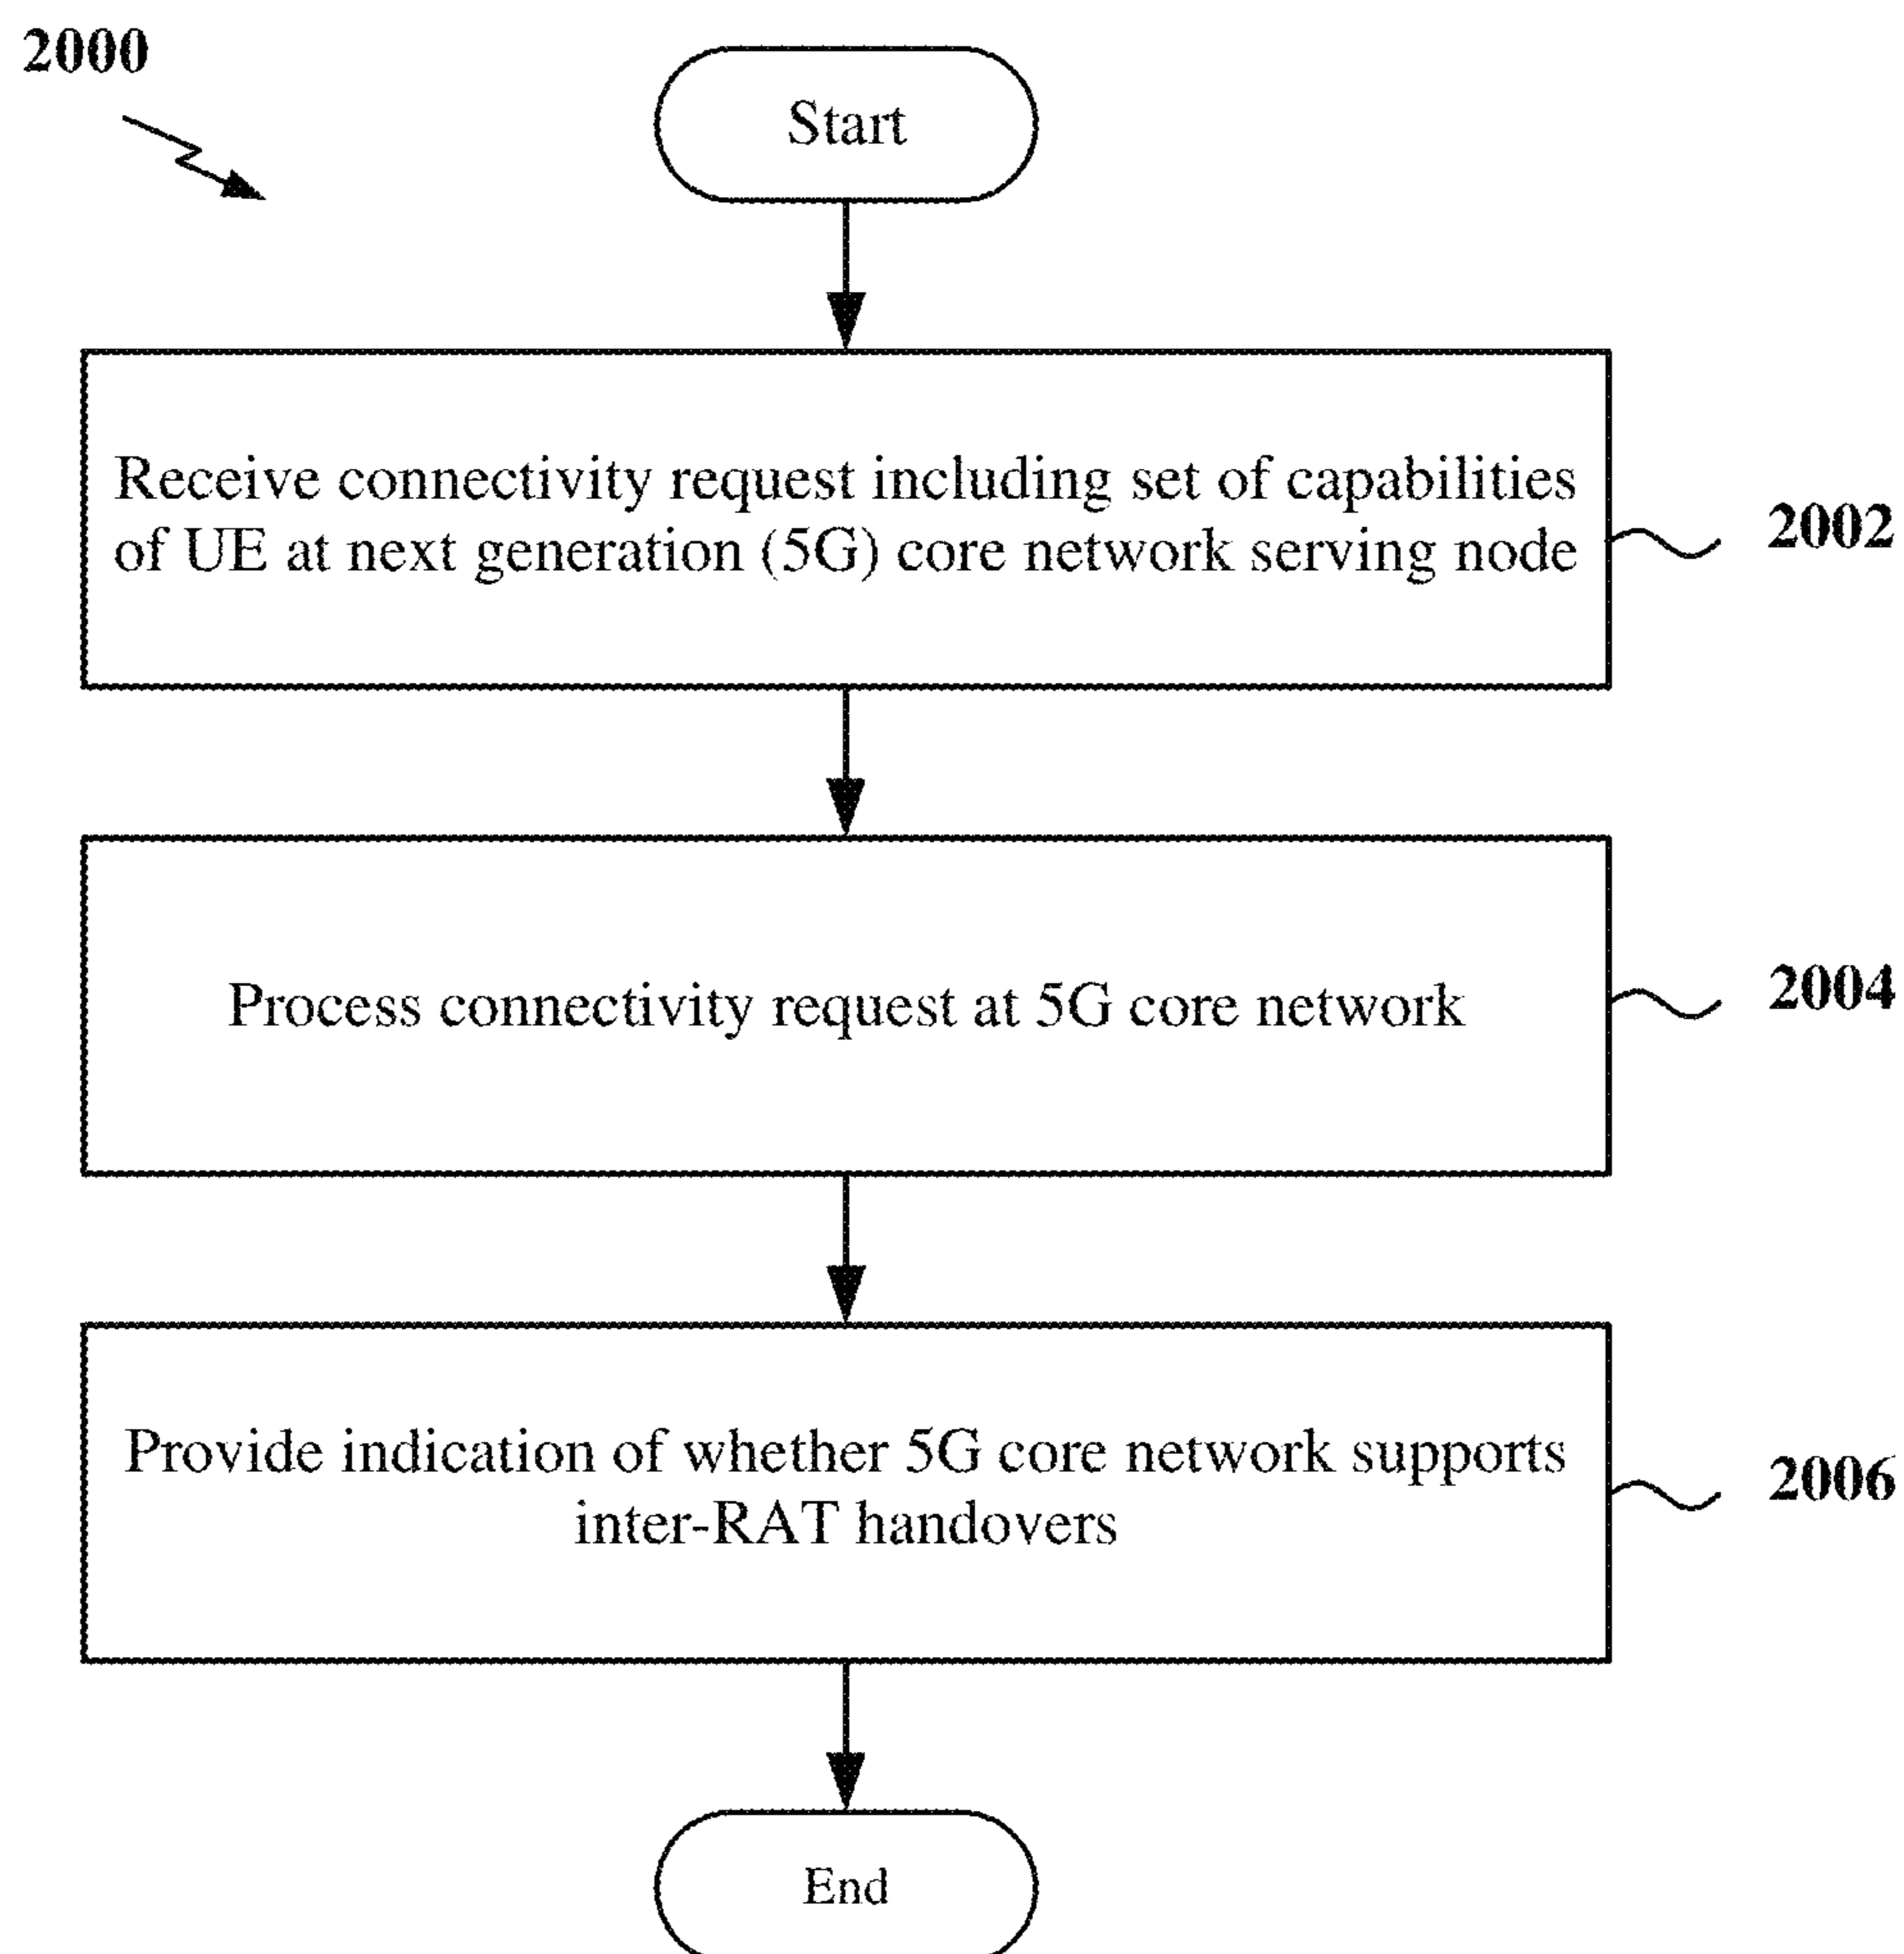 2000
Start
Receive connectivity request including set of capabilities
of UE at next generation (5G) core network serving node
2002
Process connectivity request at 5G core network
2004
Provide indication of whether 5G core network supports
inter-RAT handovers
2006
End